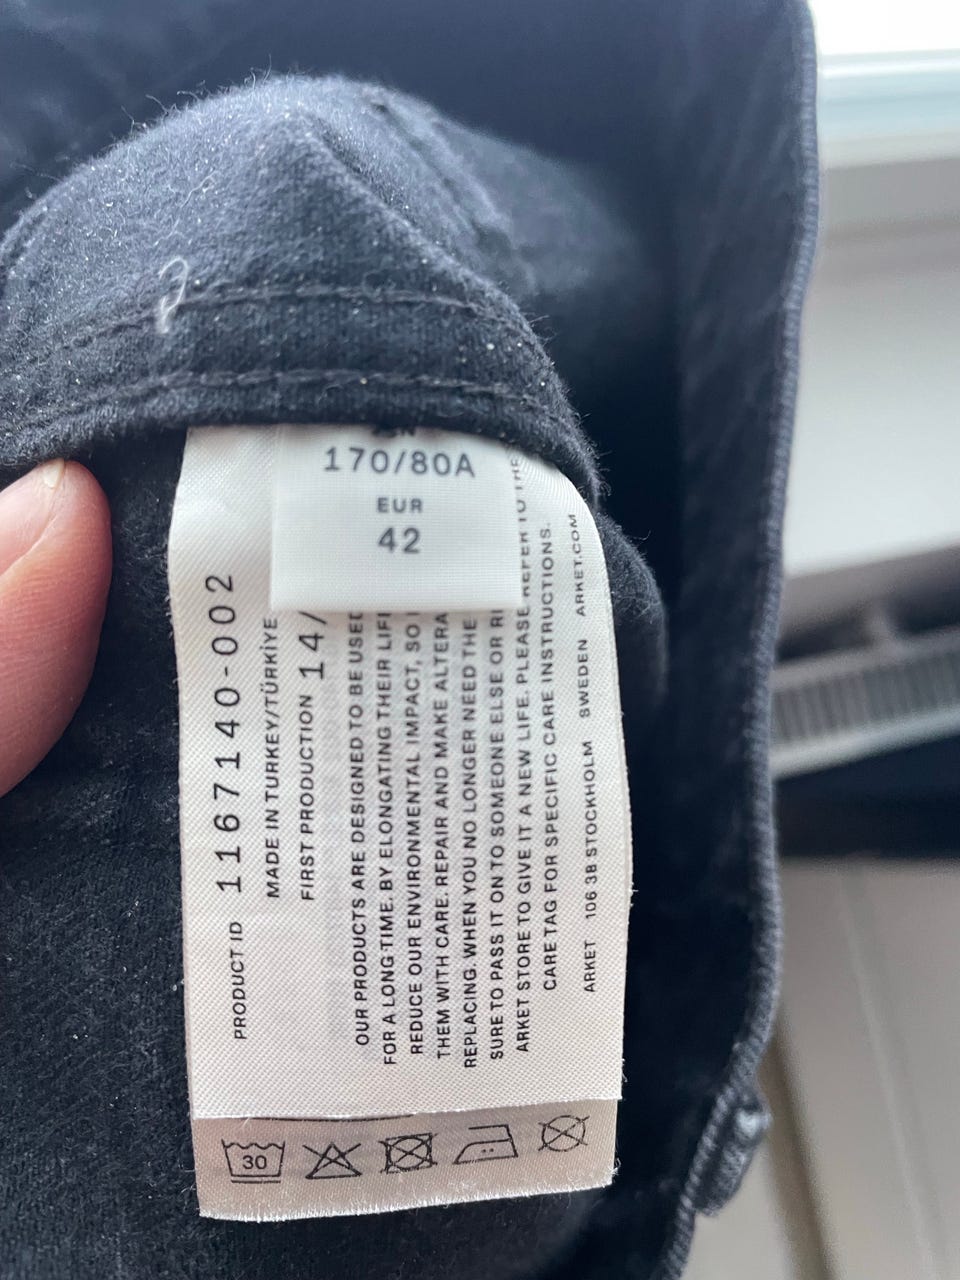 170/80A
EUR
42
PRODUCT ID 1167140-002
MADE IN TURKEY/TÜRKİYE
FIRST PRODUCTION 14/
OUR PRODUCTS ARE DESIGNED TO BE USED
FOR A LONG TIME. BY ELONGATING THEIR
REDUCE OUR ENVIRONMENTAL IMPACT, SO
THEM WITH CARE. REPAIR AND MAKE
REPLACING. WHEN YOU NO LONGER NEED THE
SURE TO PASS IT ON TO SOMEONE ELSE OR
ARKET STORE TO GIVE IT A NEW LIFE. PLEASE REFER TO THE
CARE TAG FOR SPECIFIC CARE INSTRUCTIONS.
ARKET 106 38 STOCKHOLM SWEDEN ARKET.COM
30